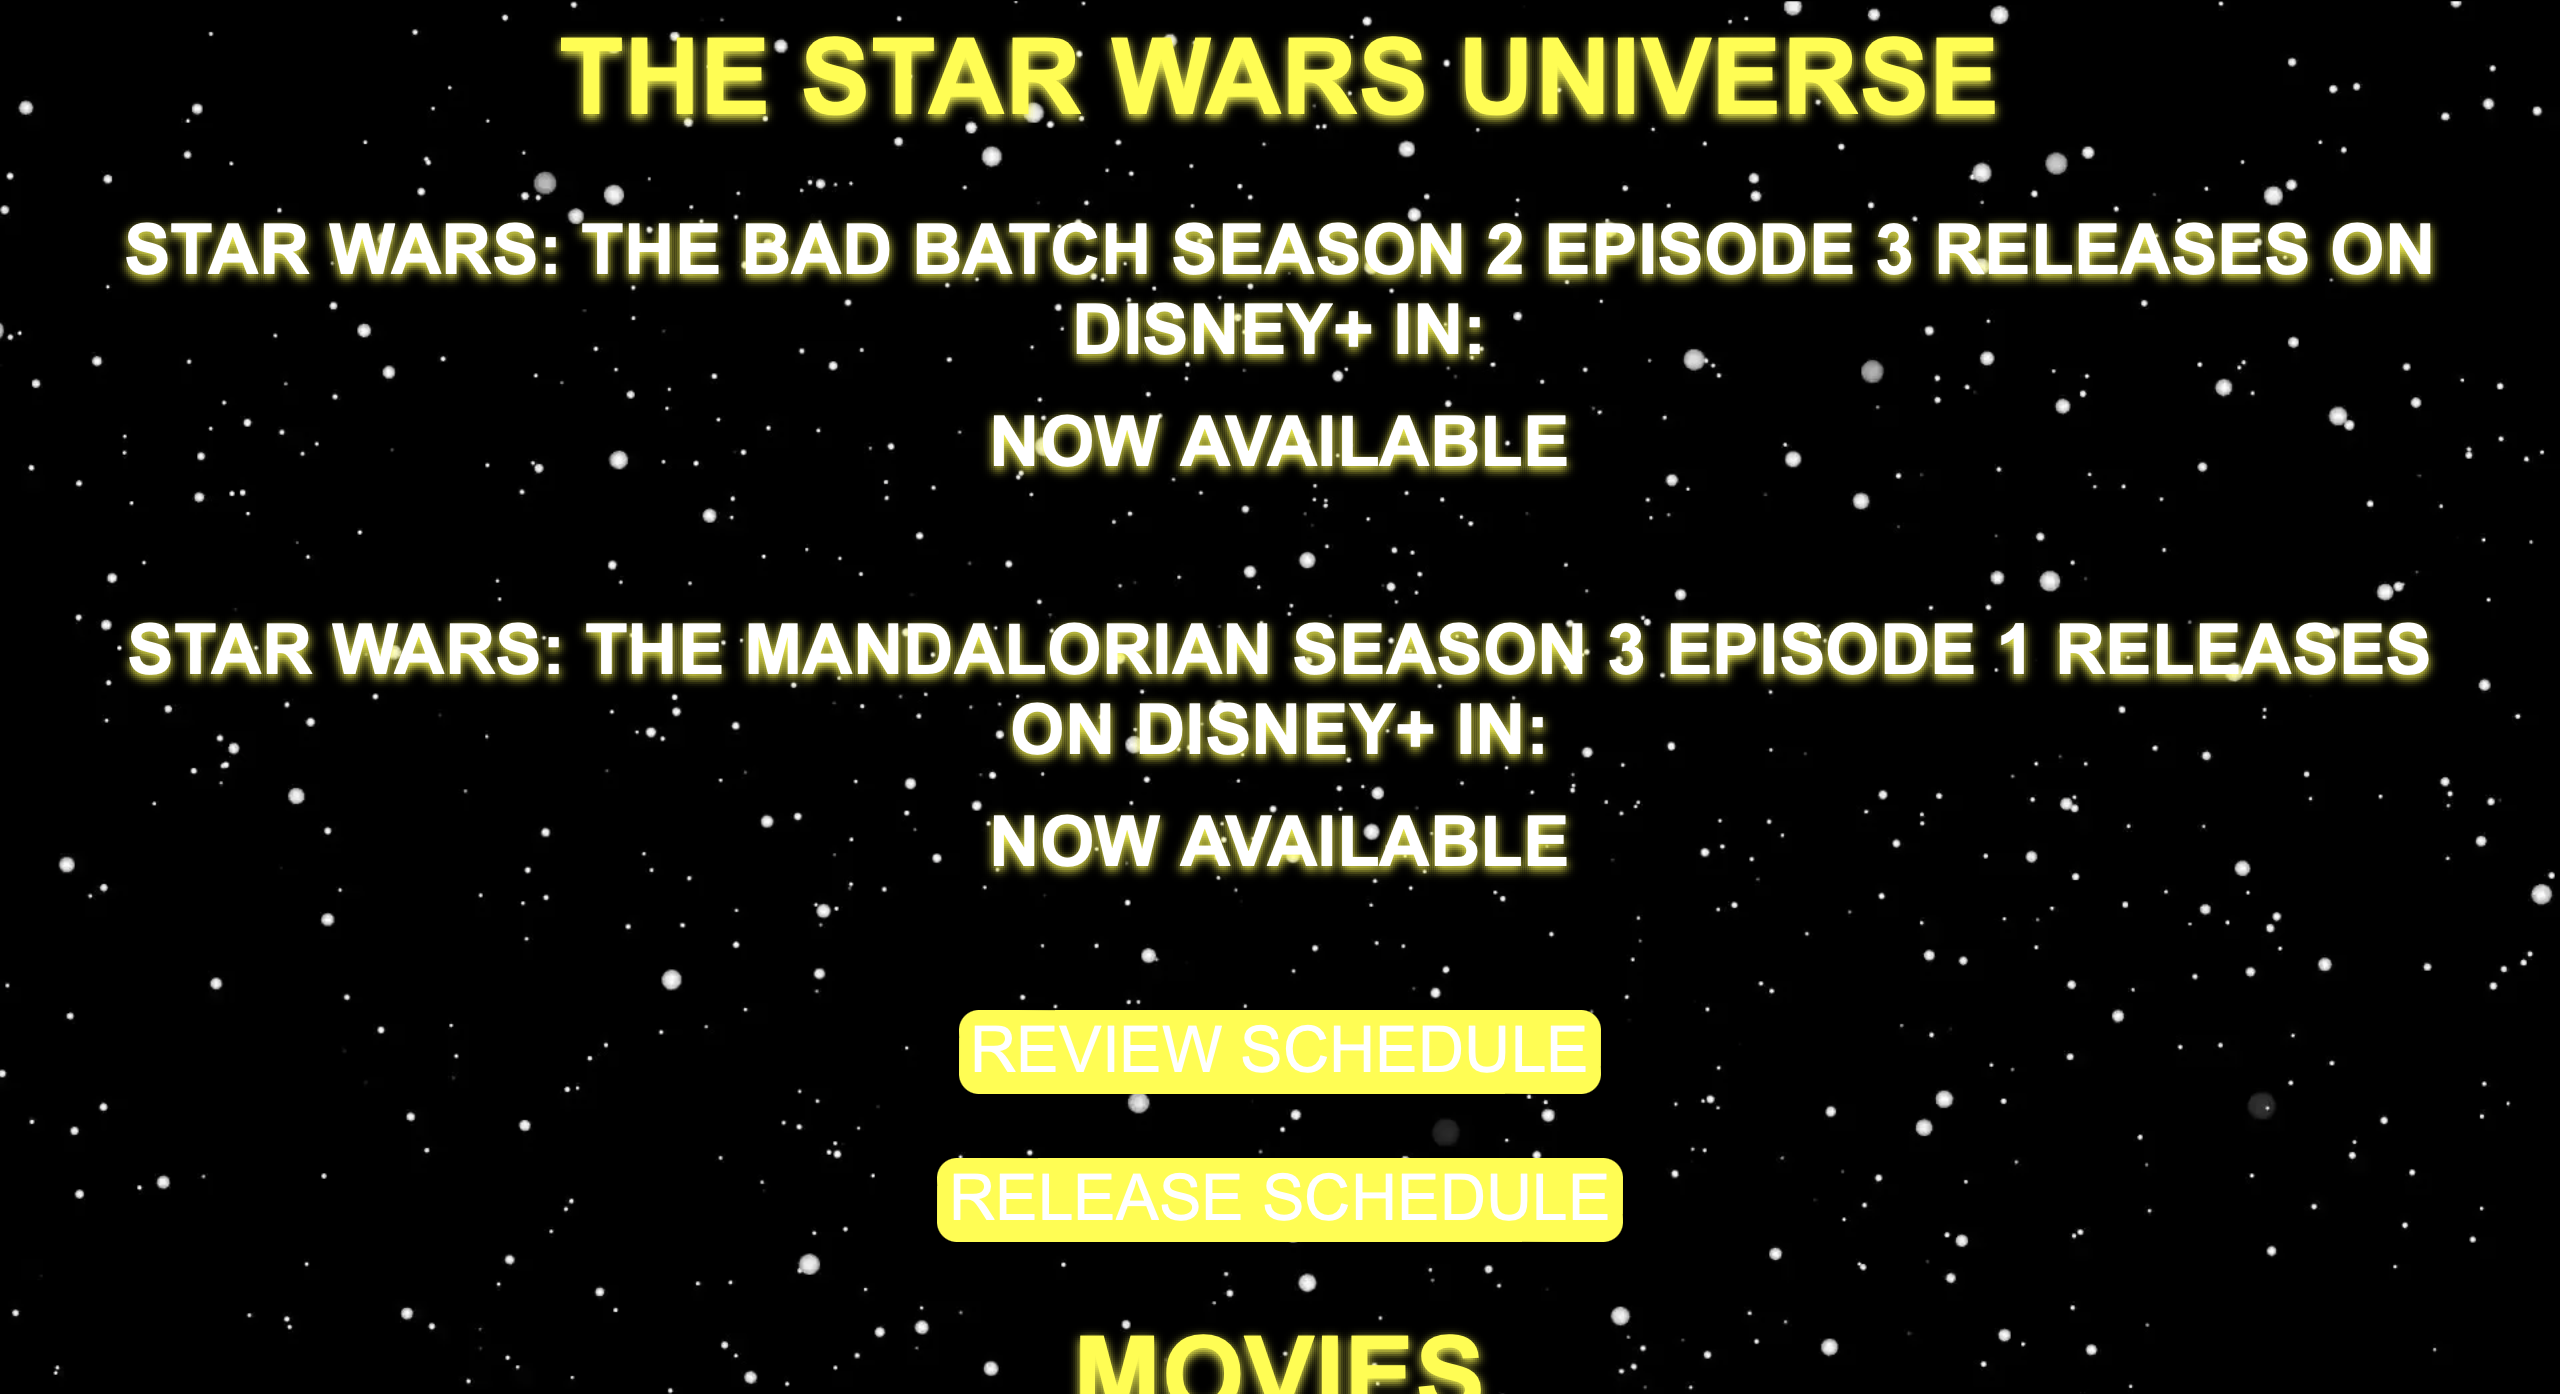 THE STAR WARS UNIVERSE
STAR WARS: THE BAD BATCH SEASON 2 EPISODE 3 RELEASES ON
DISNEY+ IN:
NOW AVAILABLE
STAR WARS: THE MANDALORIAN SEASON 3 EPISODE 1 RELEASES
ON DISNEY+ IN:
NOW AVAILABLE
REVIEW SCHEDULE
RELEASE SCHEDULE
MOVIES